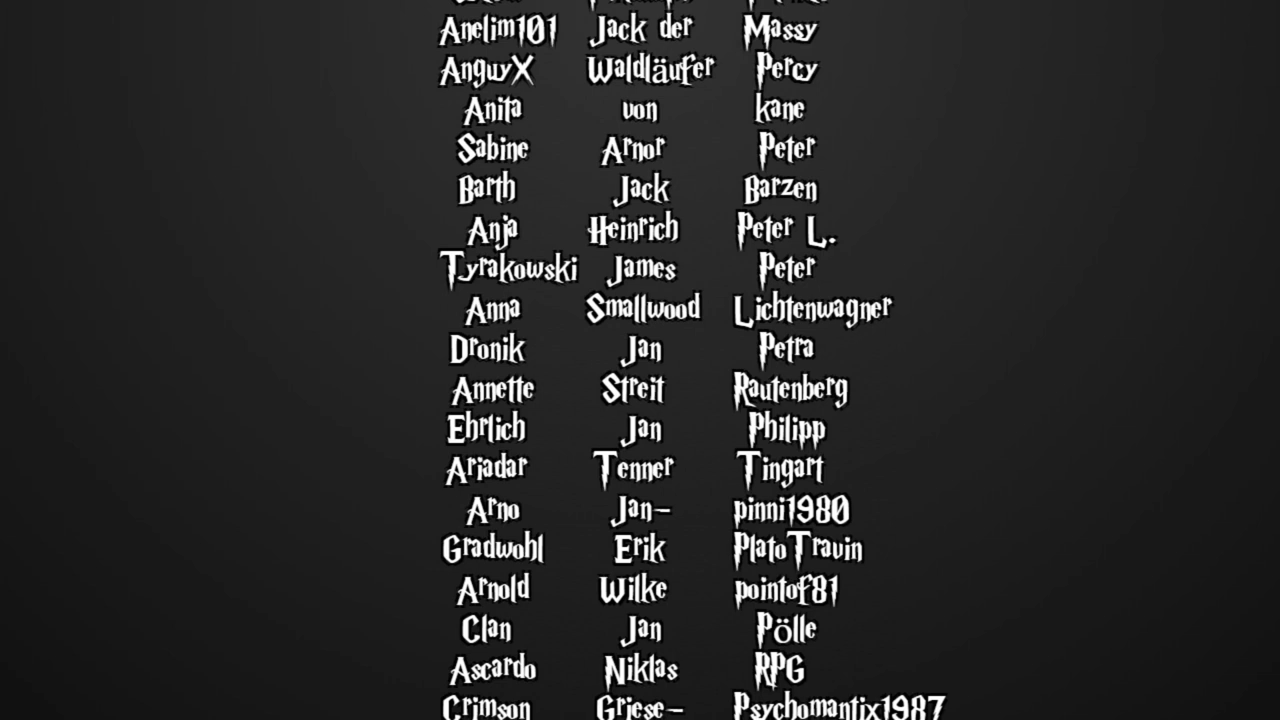 Anelim101 Jack der Massy
AnguyX Waldläufer Percy
Anita von kane
Sabine Arnor Peter
Barth Jack Barzen
Anja Heinrich Peter L.
Tyrakowski James Peter
Anna Smallwood Lichtenwagner
Dronik Jan Petra
Annette Streit Rautenberg
Ehrlich Jan Philipp
Ariadar Tenner Tingart
Arno Jan- pinni1980
Gradwohl Erik PlatoTravin
Arnold Wilke pointof81
Clan Jan Pölle
Ascardo Niklas RPG
Crimson Griese- Psychomantix1987